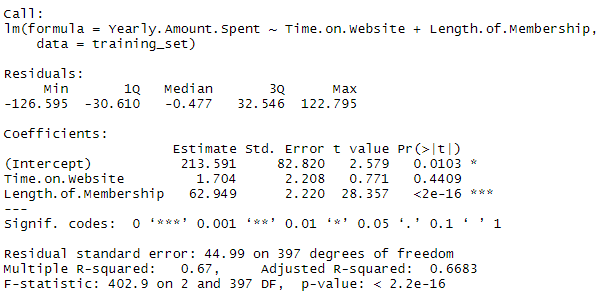 Call:
lm(formula = Yearly.Amount.Spent ~ Time.on.Website + Length.of.Membership,
    data = training_set)

Residuals:
     Min       1Q   Median       3Q      Max
-126.595  -30.610   -0.477   32.546  122.795

Coefficients:
                     Estimate Std. Error t value Pr(>|t|)
(Intercept)           213.591     82.820   2.579   0.0103 *
Time.on.Website         1.704      2.208   0.771   0.4409
Length.of.Membership   62.949      2.220  28.357   <2e-16 ***
---
Signif. codes:  0 ‘***’ 0.001 ‘**’ 0.01 ‘*’ 0.05 ‘.’ 0.1 ‘ ’ 1

Residual standard error: 44.99 on 397 degrees of freedom
Multiple R-squared:   0.67,	Adjusted R-squared:  0.6683
F-statistic: 402.9 on 2 and 397 DF,  p-value: < 2.2e-16